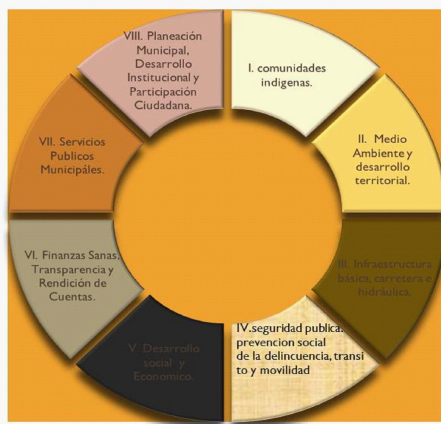 I. comunidades
indigenas.
II. Medio
Ambiente y
desarrollo
territorial.
III. Infraestructura
básica, carretera e
hidráulica.
IV.seguridad publica.
prevencion social
de la delincuencia, transi
to y movilidad
V. Desarrollo
social y
Económico.
VI. Finanzas Sanas,
Transparencia y
Rendición de
Cuentas.
VII. Servicios
Publicos
Municipáles.
VIII. Planeación
Municipal,
Desarrollo
Institucional y
Participación
Ciudadana.